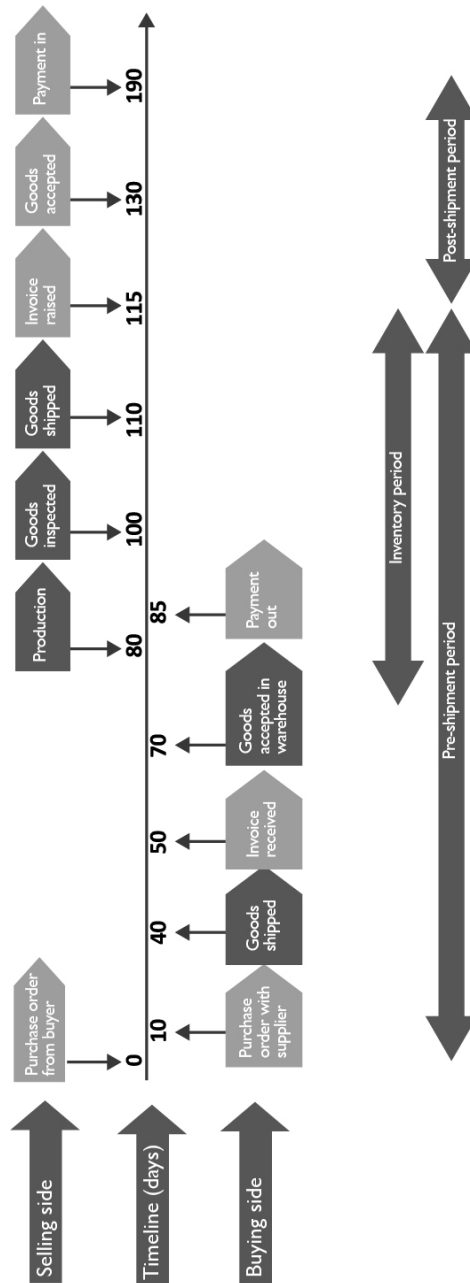 Selling side
Purchase order
from buyer
Production
Goods
inspected
Goods
shipped
Invoice
raised
Goods
accepted
Payment in
Timeline (days)
0
10
40
50
70
80
85
100
110
115
130
190
Buying side
Purchase
order with
supplier
Goods
shipped
Invoice
received
Goods
accepted in
warehouse
Payment
out
Inventory period
Pre-shipment period
Post-shipment period